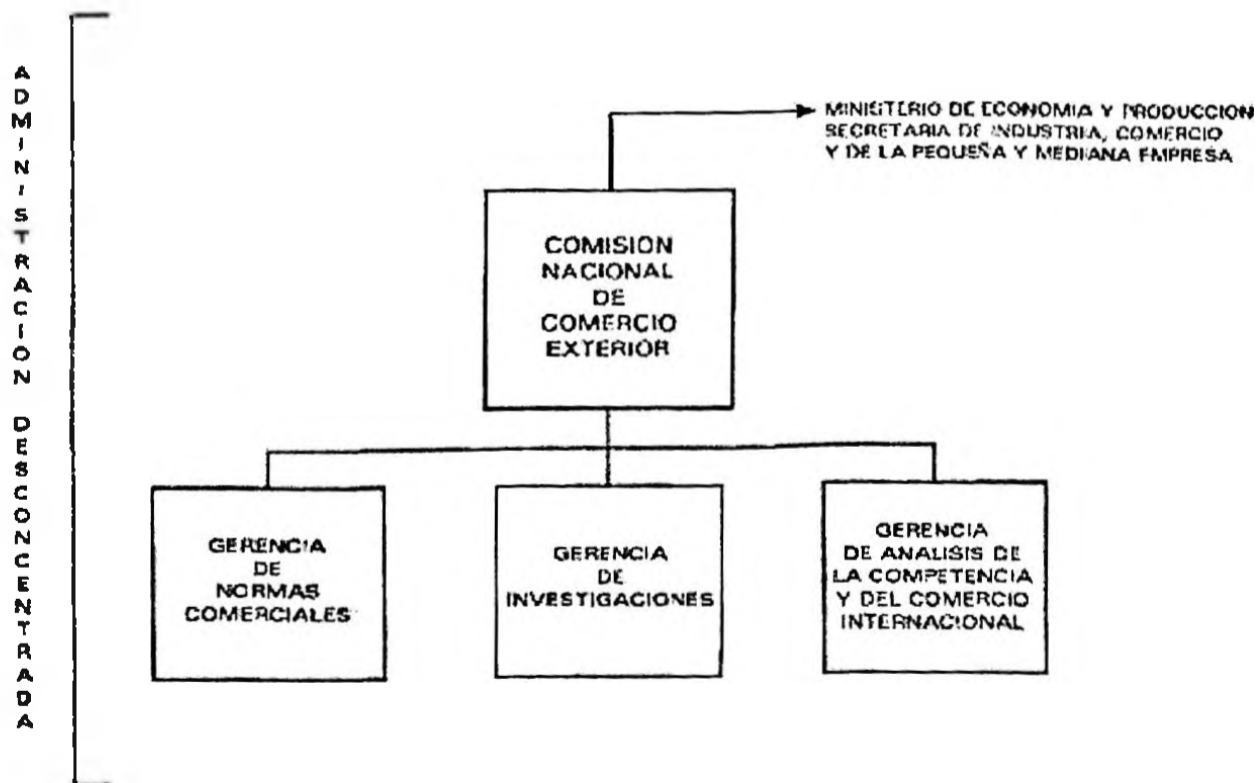 ADMINISTRACION DESCONCENTRADA
MINISTERIO DE ECONOMIA Y PRODUCCION
SECRETARIA DE INDUSTRIA, COMERCIO
Y DE LA PEQUEÑA Y MEDIANA EMPRESA
COMISION
NACIONAL
DE
COMERCIO
EXTERIOR
GERENCIA
DE
NORMAS
COMERCIALES
GERENCIA
DE
INVESTIGACIONES
GERENCIA
DE ANALISIS DE
LA COMPETENCIA
Y DEL COMERCIO
INTERNACIONAL